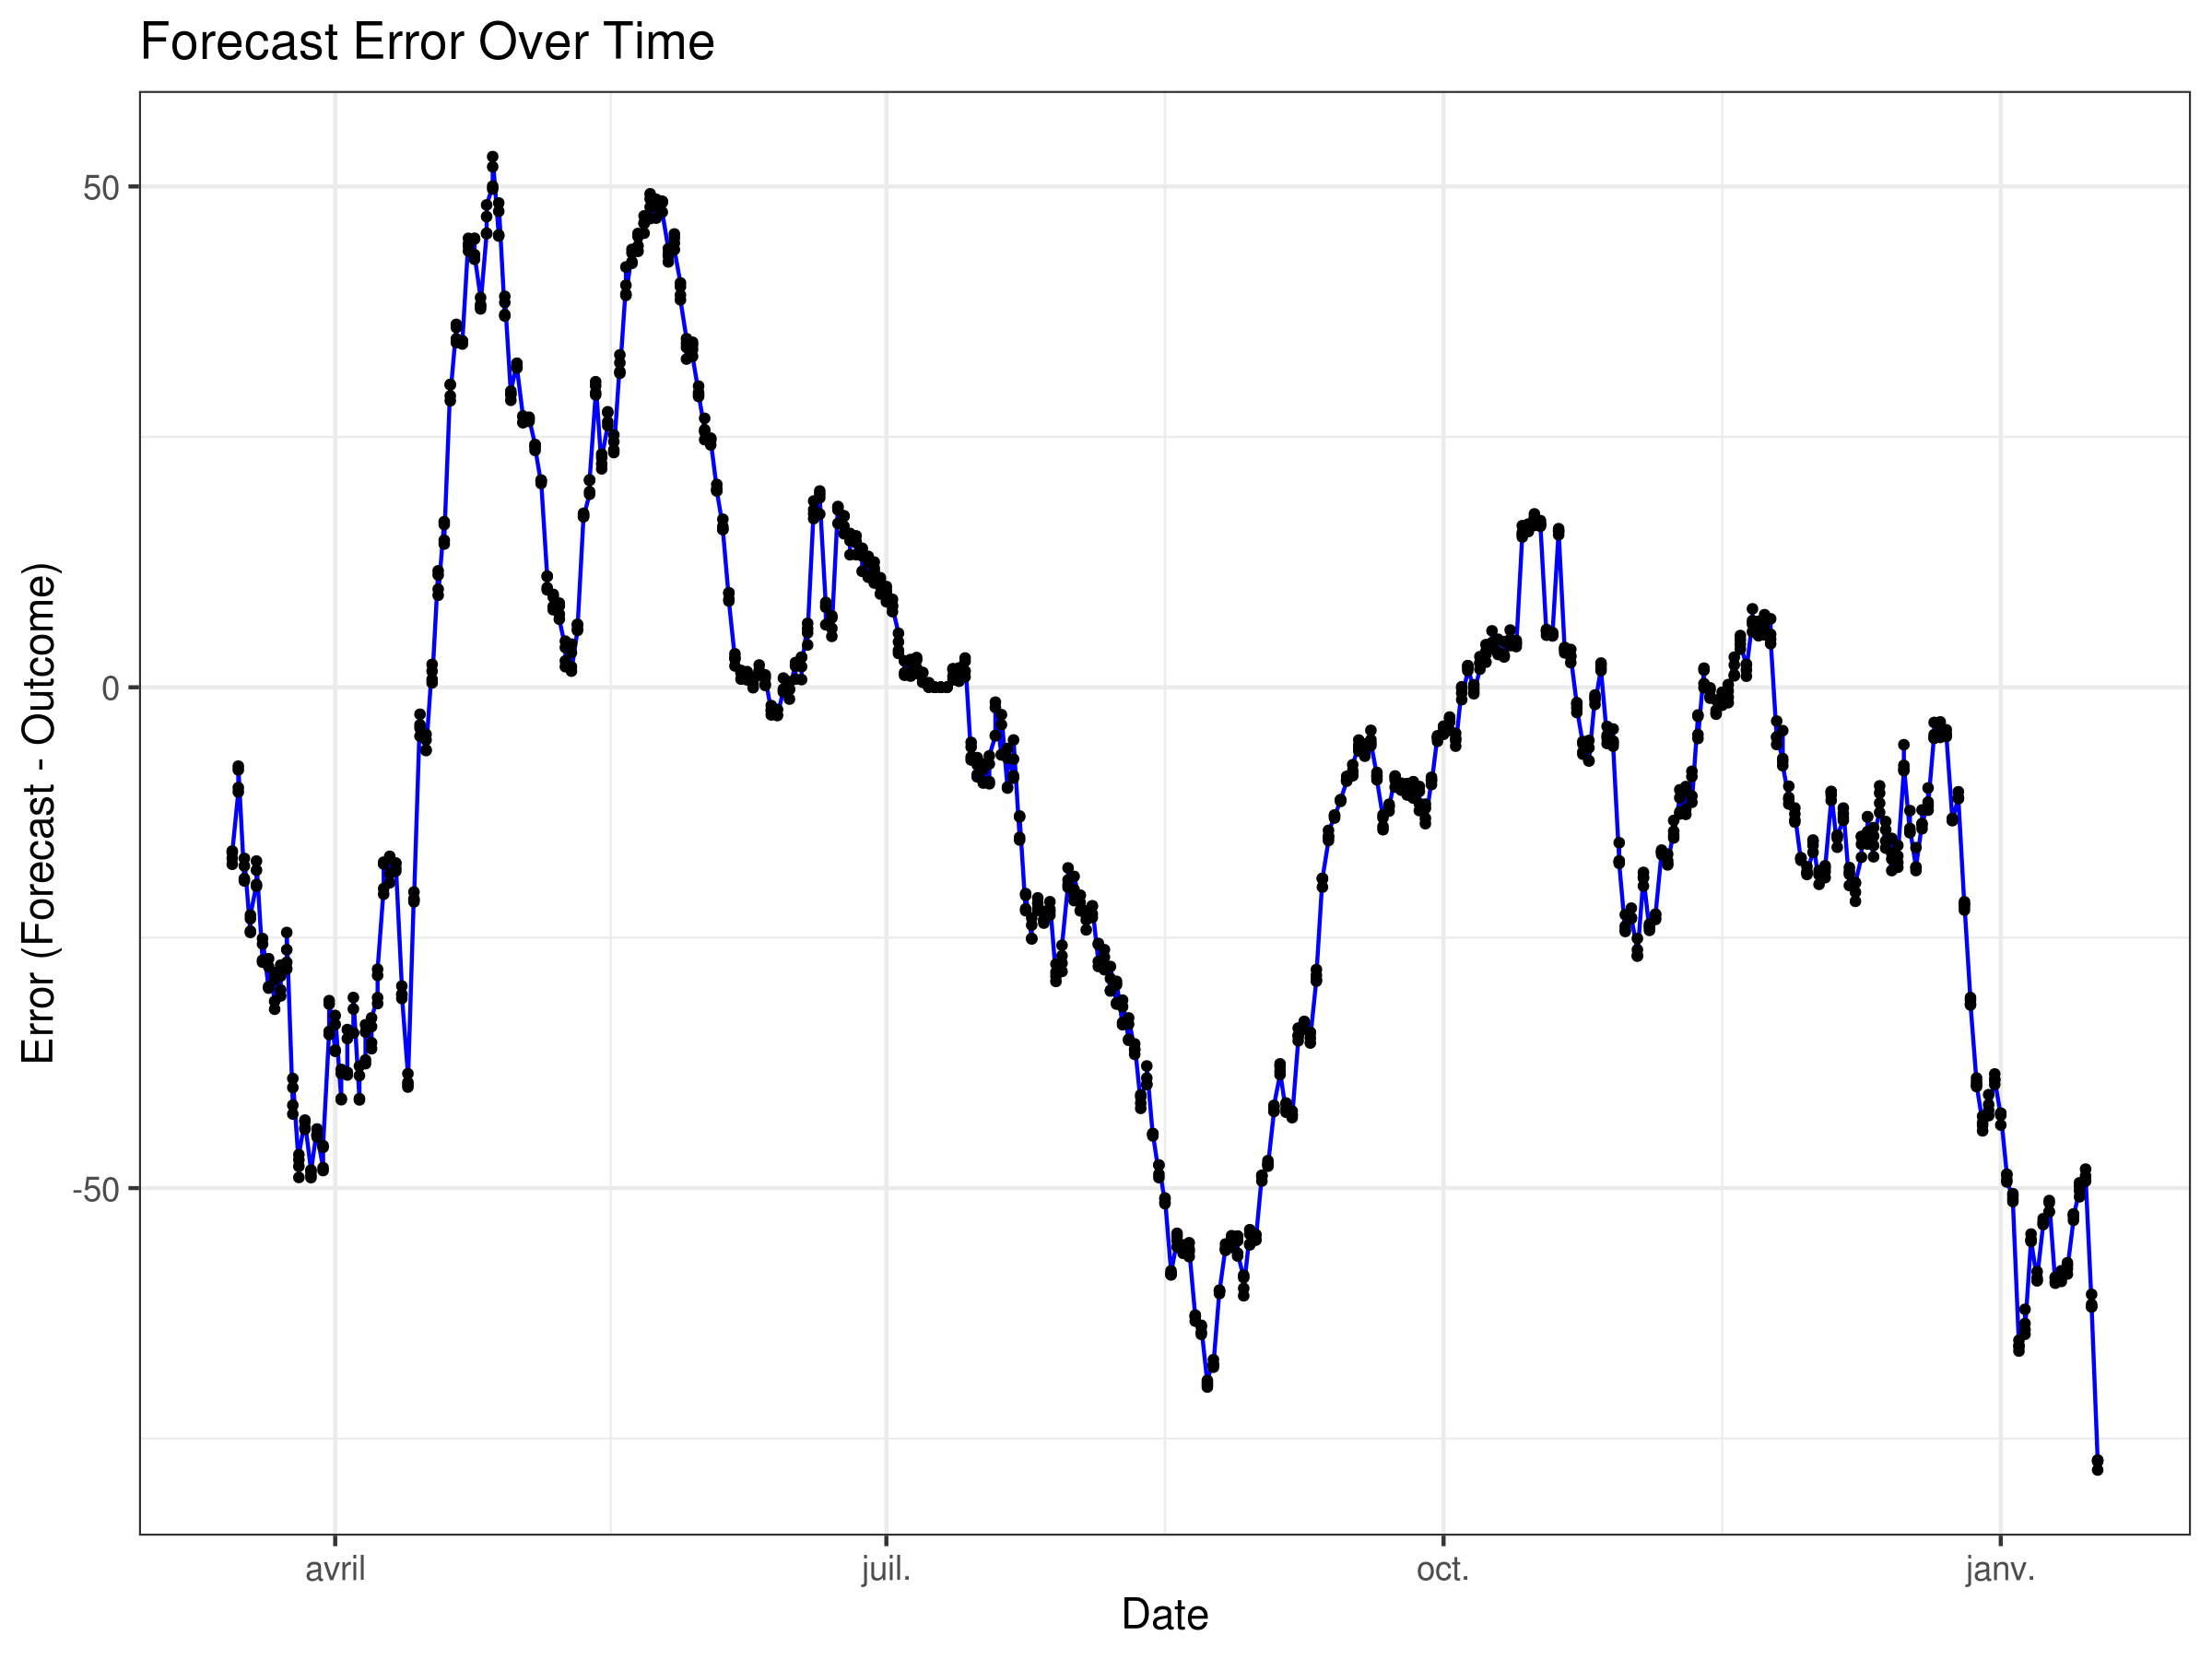 Forecast Error Over Time
Error (Forecast - Outcome)
50
0
-50
avril
juil.
oct.
janv.
Date